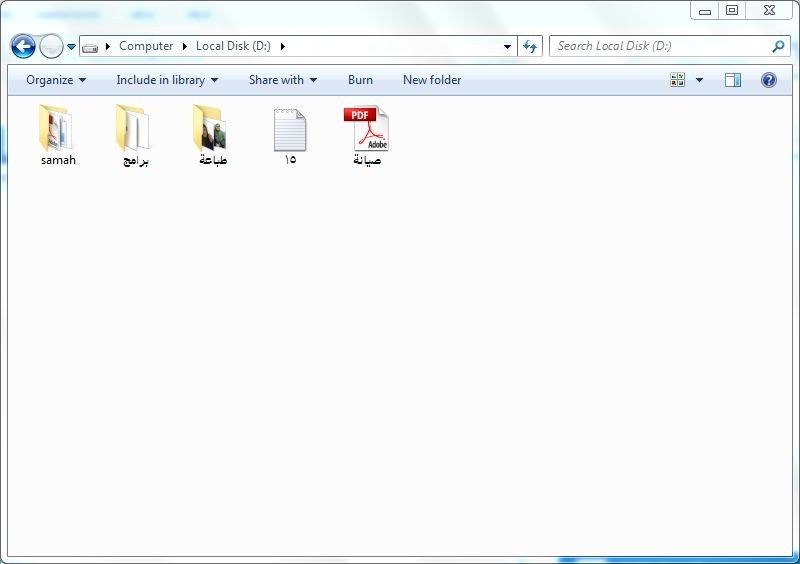 Computer Local Disk (D:)
Search Local Disk (D:)
Organize Include in library Share with Burn New folder
samah برامج طباعة ١٥ صيانة
PDF
Adobe